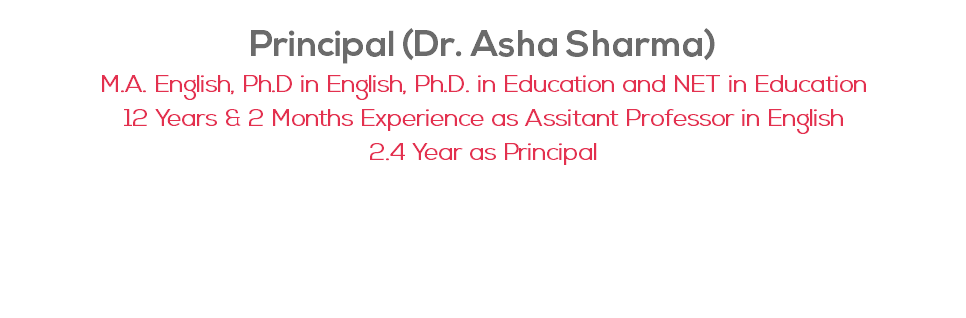 Principal (Dr. Asha Sharma)
M.A. English, Ph.D in English, Ph.D. in Education and NET in Education
12 Years & 2 Months Experience as Assitant Professor in English
2.4 Year as Principal